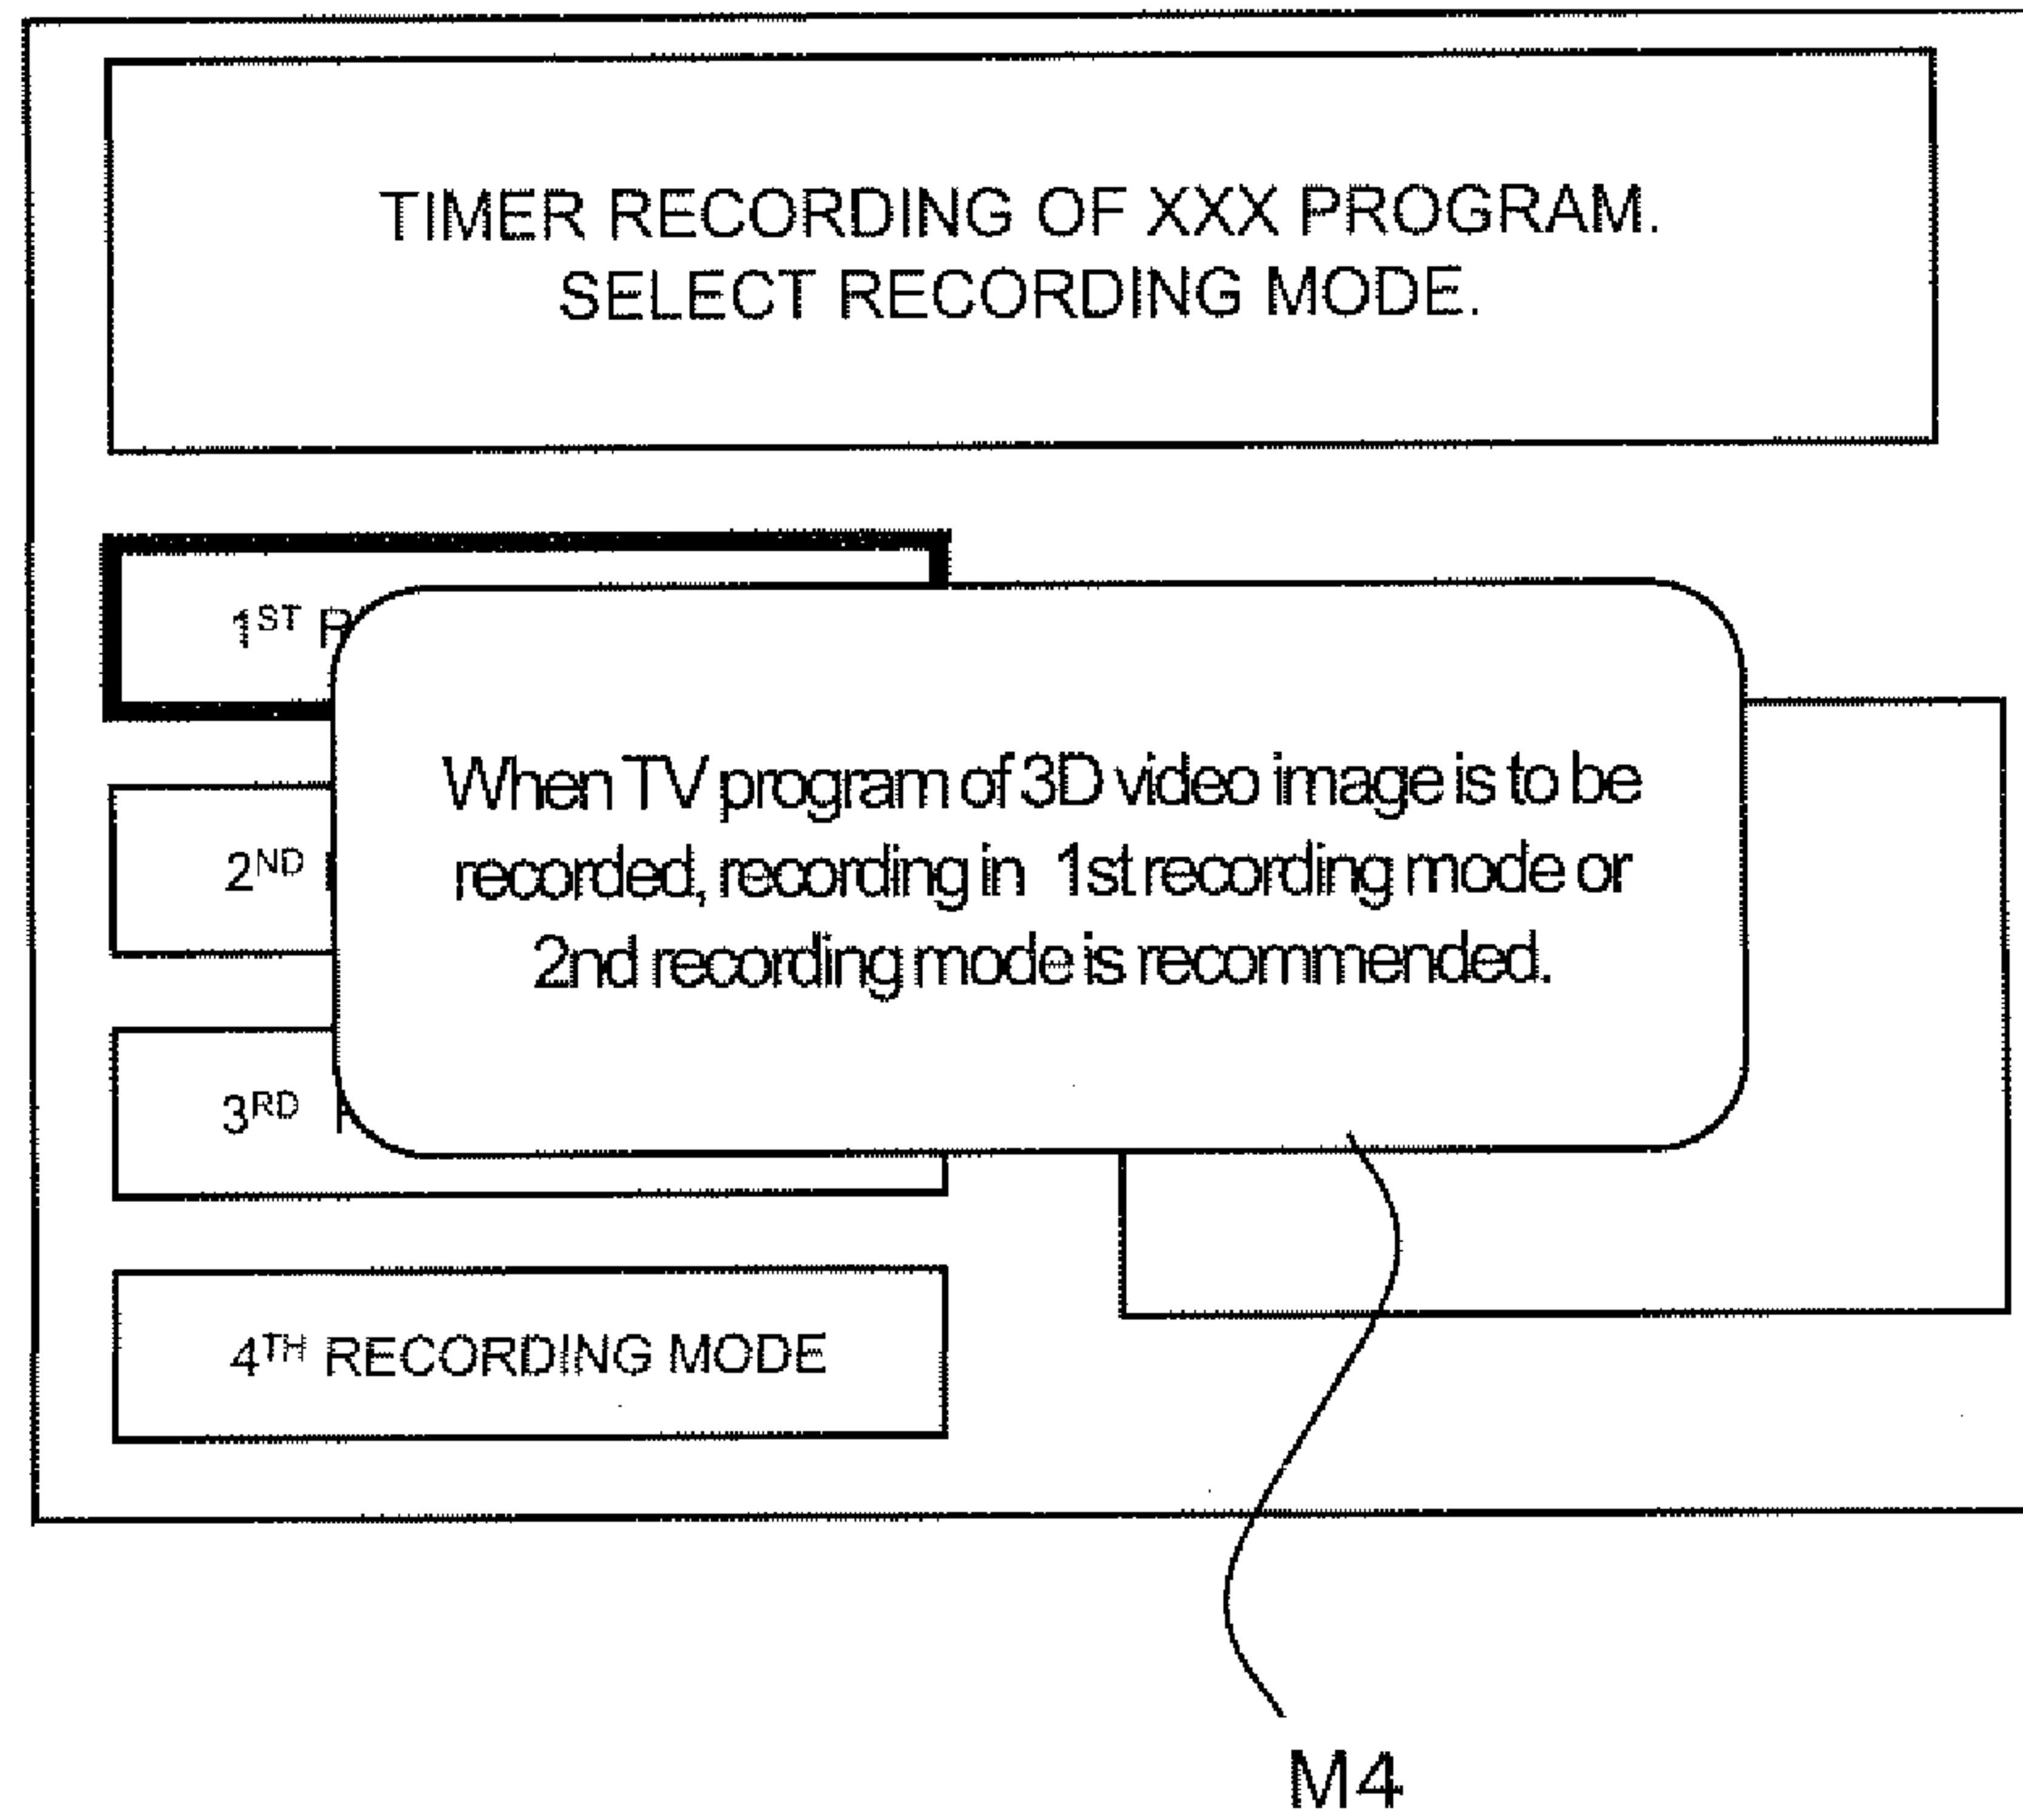 TIMER RECORDING OF XXX PROGRAM.
SELECT RECORDING MODE.
1ST
When TV program of 3D video image is to be
recorded, recording in 1st recording mode or
2nd recording mode is recommended.
2ND
3RD
4TH RECORDING MODE
M4